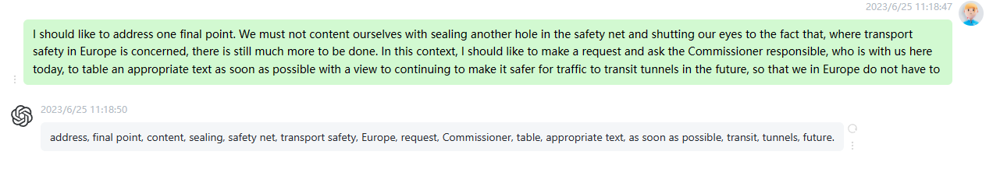 2023/6/25 11:18:47
I should like to address one final point. We must not content ourselves with sealing another hole in the safety net and shutting our eyes to the fact that, where transport
safety in Europe is concerned, there is still much more to be done. In this context, I should like to make a request and ask the Commissioner responsible, who is with us here
today, to table an appropriate text as soon as possible with a view to continuing to make it safer for traffic to transit tunnels in the future, so that we in Europe do not have to
2023/6/25 11:18:50
address, final point, content, sealing, safety net, transport safety, Europe, request, Commissioner, table, appropriate text, as soon as possible, transit, tunnels, future.